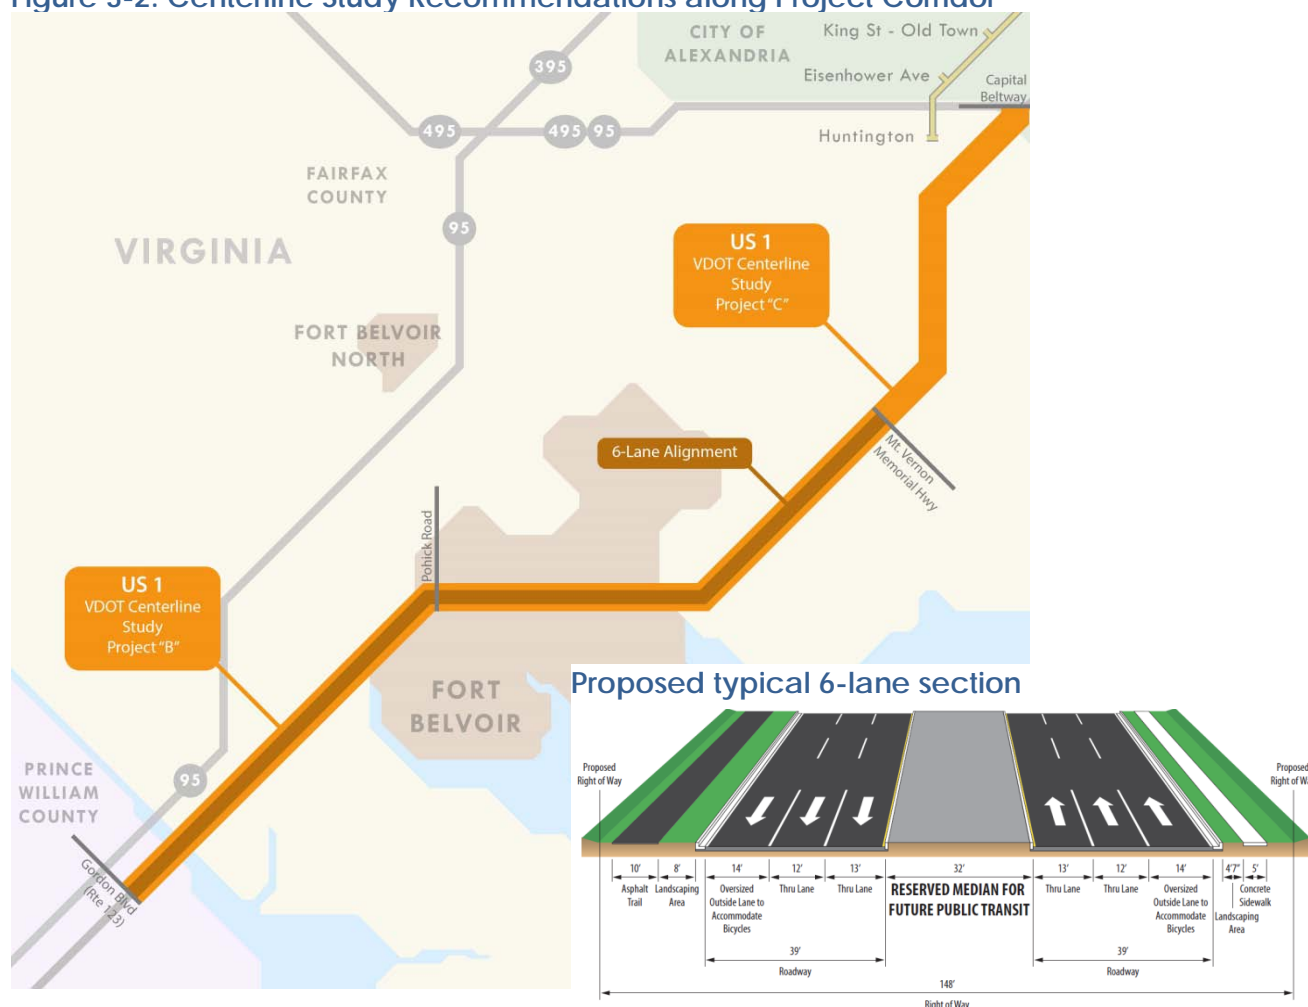 Figure 3-2: Centerline Study Recommendations along Project Corridor
CITY OF
ALEXANDRIA
King St - Old Town
Eisenhower Ave
Capital
Beltway
Huntington
395
495
495 95
FAIRFAX
COUNTY
95
VIRGINIA
US 1
VDOT Centerline
Study
Project "C"
FORT BELVOIR
NORTH
6-Lane Alignment
Mt. Vernon
Memorial Hwy
Pohick Road
US 1
VDOT Centerline
Study
Project "B"
FORT
BELVOIR
PRINCE
WILLIAM
COUNTY
95
Gordon Blvd
(Rte 123)
Proposed typical 6-lane section
Proposed
Right of Way
Proposed
Right of Wa
10' 8' 14' 12' 13' 32' 13' 12' 14' 4'7" 5'
Asphalt
Trail
Landscaping
Area
Oversized
Outside Lane to
Accommodate
Bicycles
Thru Lane
Thru Lane
RESERVED MEDIAN FOR
FUTURE PUBLIC TRANSIT
Thru Lane
Thru Lane
Oversized
Outside Lane to
Accommodate
Bicycles
Landscaping
Area
Concrete
Sidewalk
39'
Roadway
39'
Roadway
148'
Right of Way